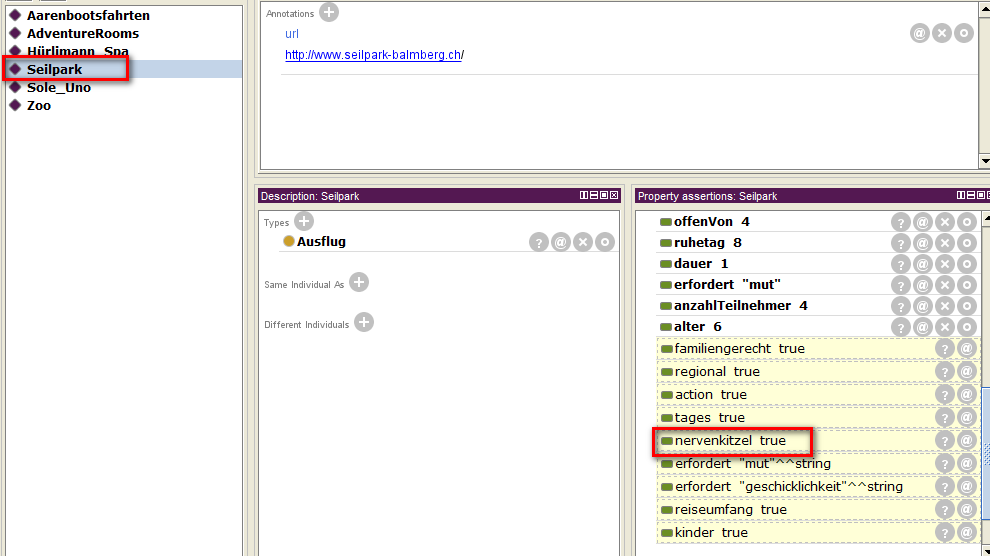 Aarenbootsfahrten
AdventureRooms
Hürlimann_Spa
Seilpark
Sole_Uno
Zoo
Annotations
url
http://www.seilpark-balmberg.ch/
Description: Seilpark
Types
Ausflug
Same Individual As
Different Individuals
Property assertions: Seilpark
offenVon 4
ruhetag 8
dauer 1
erfordert "mut"
anzahlTeilnehmer 4
alter 6
familiengerecht true
regional true
action true
tages true
nervenkitzel true
erfordert "mut"^^string
erfordert "geschicklichkeit"^^string
reiseumfang true
kinder true